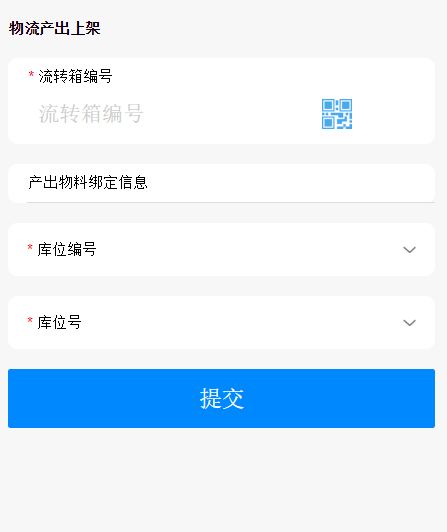 物流产出上架
* 流转箱编号
流转箱编号
产出物料绑定信息
* 库位编号
* 库位号
提交